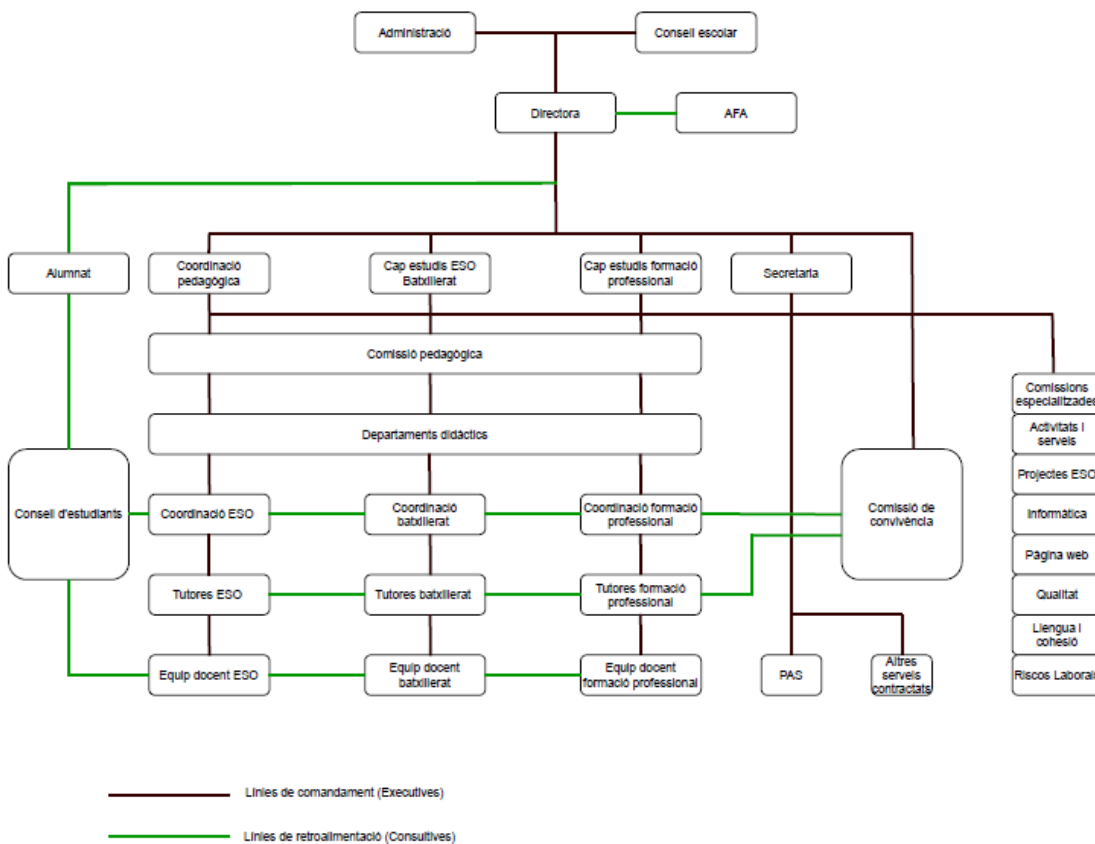 Administració
Consell escolar
Directora
AFA
Alumnat
Coordinació
pedagògica
Cap estudis ESO
Batxillerat
Cap estudis formació
professional
Secretaria
Comissió pedagògica
Comissions
especialitzades
Departaments didàctics
Activitats i
serveis
Projectes ESO
Consell d'estudiants
Coordinació ESO
Coordinació
batxillerat
Coordinació formació
professional
Comissió de
convivència
Informàtica
Pàgina web
Tutores ESO
Tutores batxillerat
Tutores formació
professional
Qualitat
Llengua i
cohesió
Equip docent ESO
Equip docent
batxillerat
Equip docent
formació professional
PAS
Altres
serveis
contractats
Riscos Laborals
Línies de comandament (Executives)
Línies de retroalimentació (Consultives)